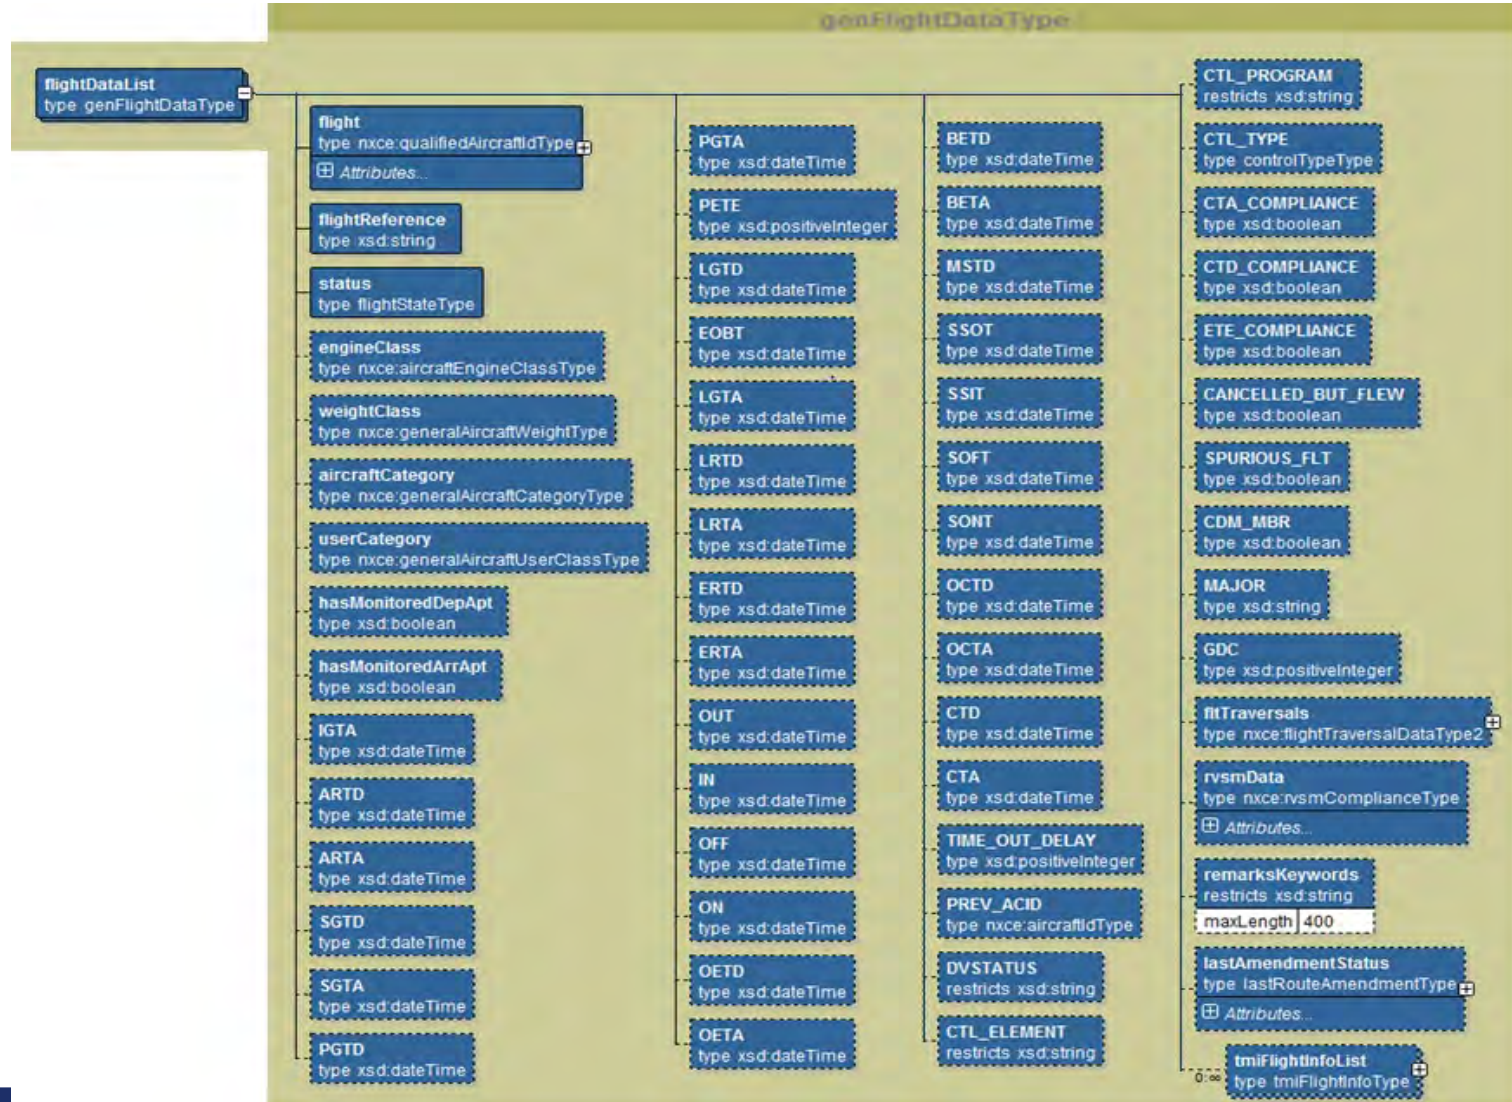 genFlightDataType
flightDataList
type genFlightDataType
flight
type nxce:qualifiedAircraftIdType
Attributes...
flightReference
type xsd:string
status
type flightStateType
engineClass
type nxce:aircraftEngineClassType
weightClass
type nxce:generalAircraftWeightType
aircraftCategory
type nxce:generalAircraftCategoryType
userCategory
type nxce:generalAircraftUserClassType
hasMonitoredDepApt
type xsd:boolean
hasMonitoredArrApt
type xsd:boolean
IGTA
type xsd:dateTime
ARTD
type xsd:dateTime
ARTA
type xsd:dateTime
SGTD
type xsd:dateTime
SGTA
type xsd:dateTime
PGTD
type xsd:dateTime
PGTA
type xsd:dateTime
PETE
type xsd:positiveInteger
LGTD
type xsd:dateTime
EOBT
type xsd:dateTime
LGTA
type xsd:dateTime
LRTD
type xsd:dateTime
LRTA
type xsd:dateTime
ERTD
type xsd:dateTime
ERTA
type xsd:dateTime
OUT
type xsd:dateTime
IN
type xsd:dateTime
OFF
type xsd:dateTime
ON
type xsd:dateTime
OETD
type xsd:dateTime
OETA
type xsd:dateTime
BETD
type xsd:dateTime
BETA
type xsd:dateTime
MSTD
type xsd:dateTime
SSOT
type xsd:dateTime
SSIT
type xsd:dateTime
SOFT
type xsd:dateTime
SONT
type xsd:dateTime
OCTD
type xsd:dateTime
OCTA
type xsd:dateTime
CTD
type xsd:dateTime
CTA
type xsd:dateTime
TIME_OUT_DELAY
type xsd:positiveInteger
PREV_ACID
type nxce:aircraftIdType
DVSTATUS
restricts xsd:string
CTL_ELEMENT
restricts xsd:string
CTL_PROGRAM
restricts xsd:string
CTL_TYPE
type controlTypeType
CTA_COMPLIANCE
type xsd:boolean
CTD_COMPLIANCE
type xsd:boolean
ETE_COMPLIANCE
type xsd:boolean
CANCELLED_BUT_FLEW
type xsd:boolean
SPURIOUS_FLT
type xsd:boolean
CDM_MBR
type xsd:boolean
MAJOR
type xsd:string
GDC
type xsd:positiveInteger
fltTraversals
type nxce:flightTraversalDataType2
rvsmData
type nxce:rvsmComplianceType
Attributes...
remarksKeywords
restricts xsd:string
maxLength 400
lastAmendmentStatus
type lastRouteAmendmentType
Attributes...
tmiFlightInfoList
0:∞ type tmiFlightInfoType